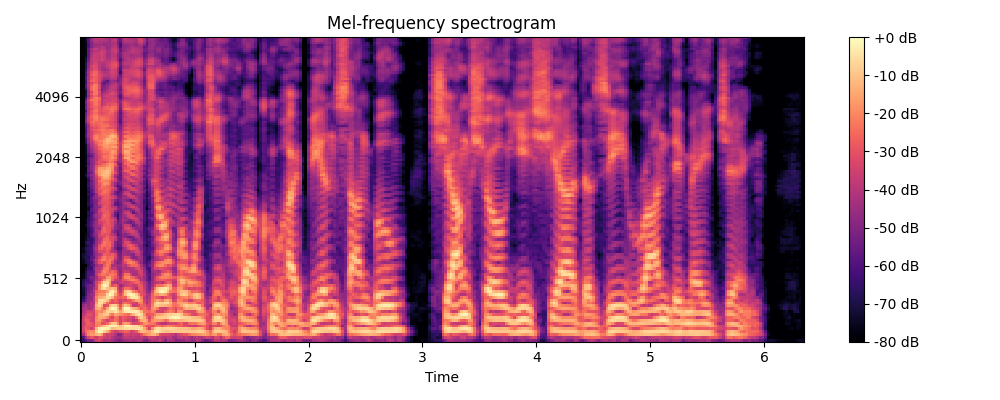 Mel-frequency spectrogram
+0 dB
4096
-10 dB
-20 dB
2048
-30 dB
Hz
-40 dB
1024
-50 dB
512
-60 dB
-70 dB
0
-80 dB
0 1 2 4 5 6
Time